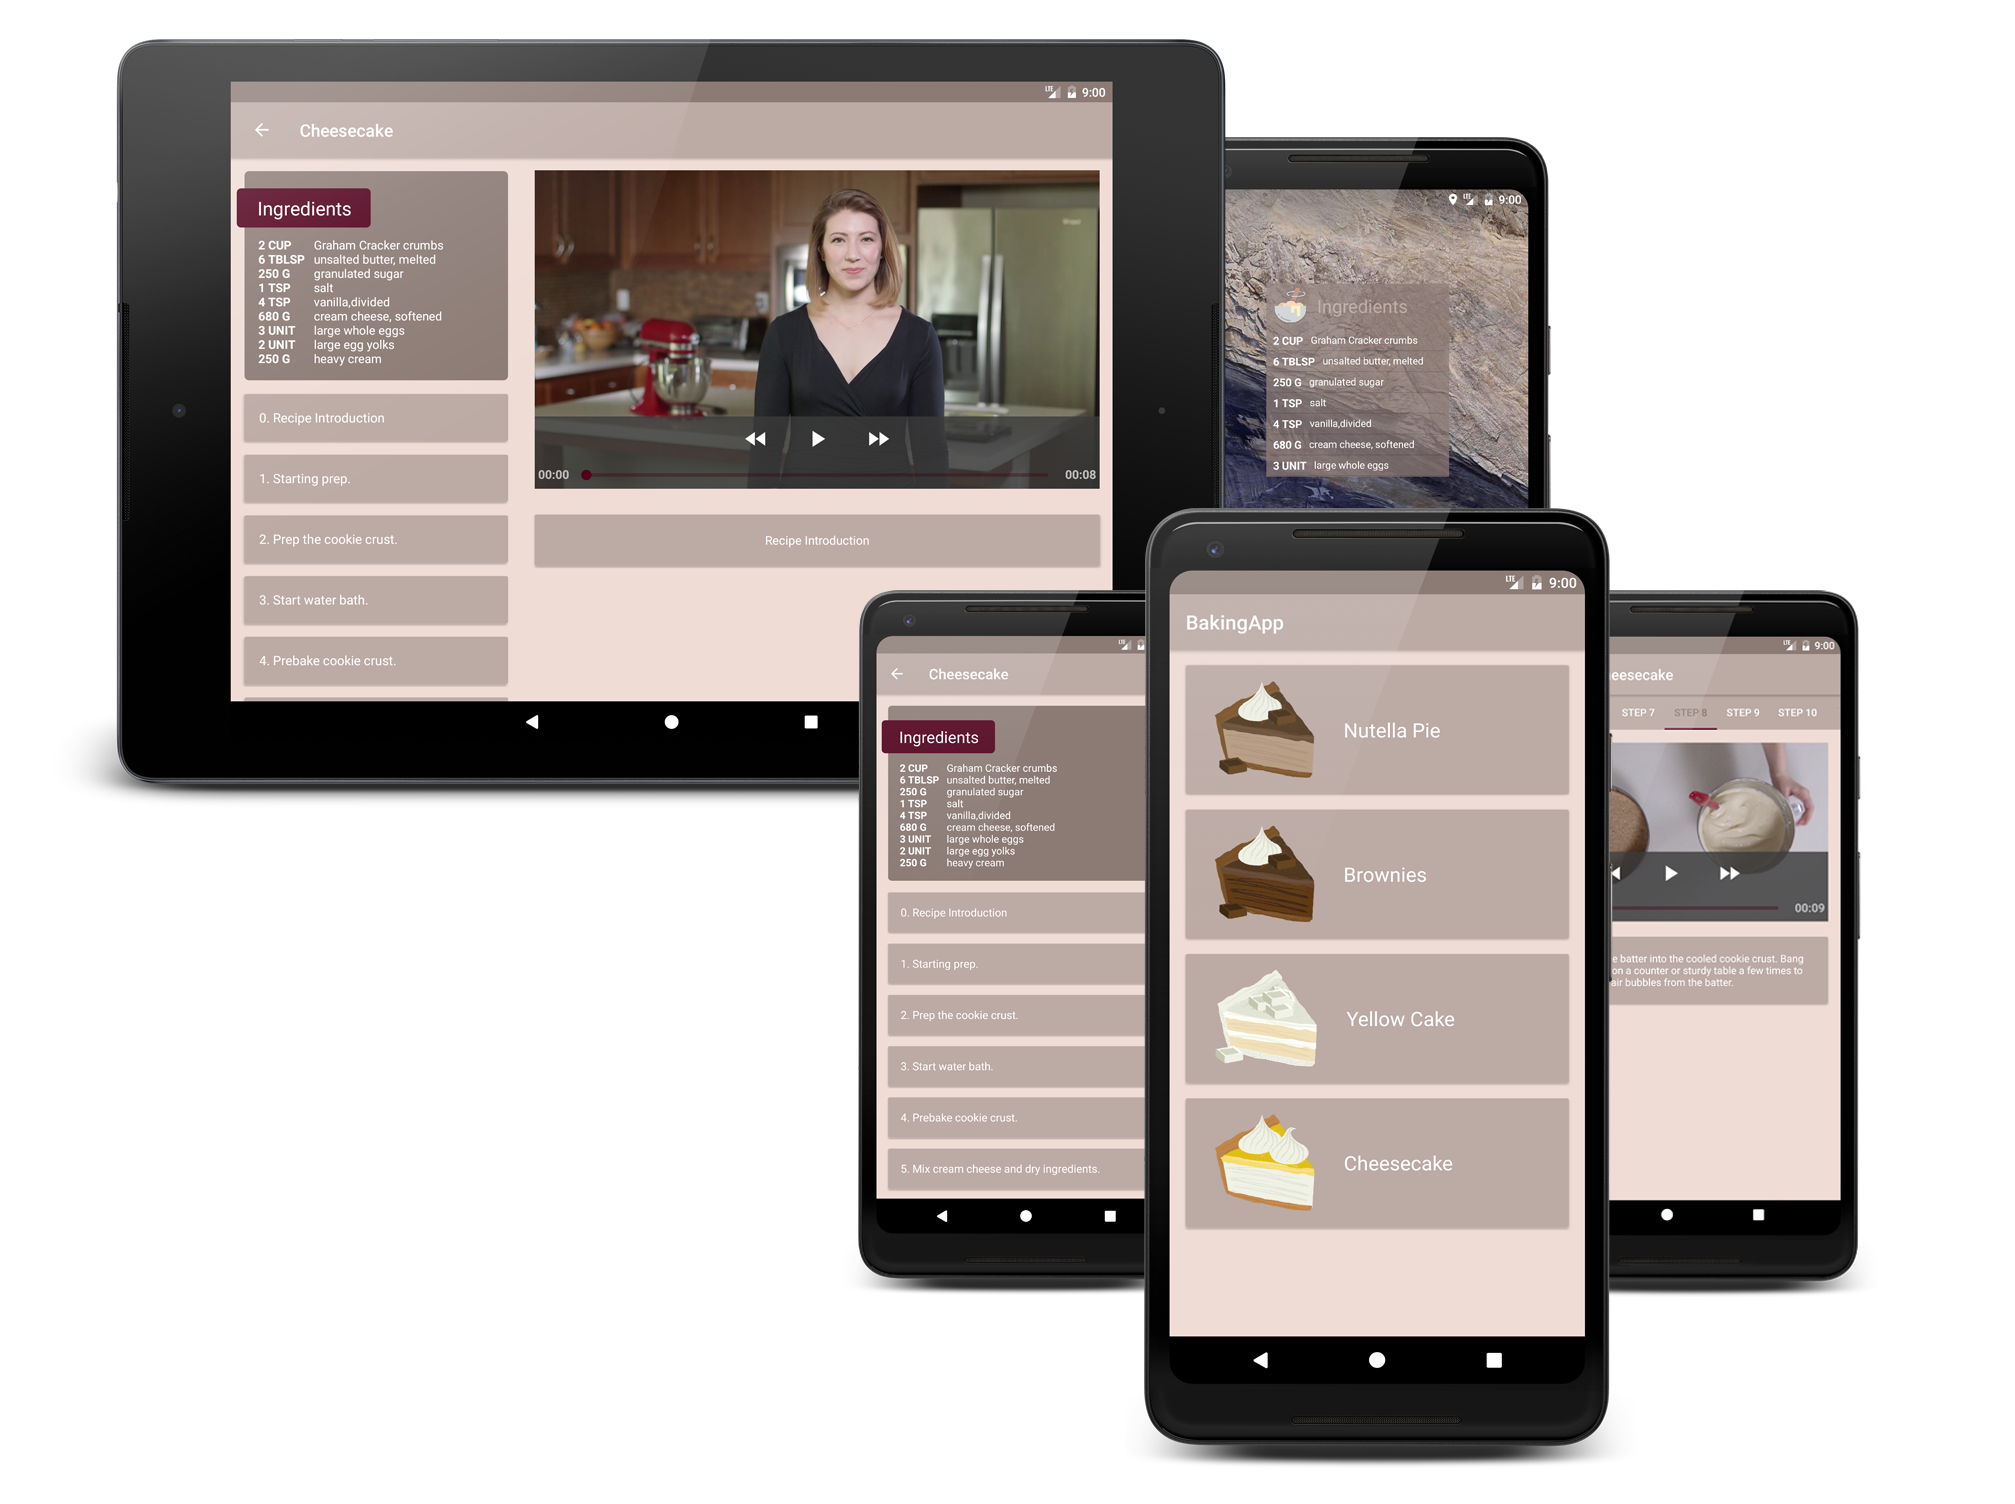 LTE 9:00
Cheesecake
Ingredients
2 CUP Graham Cracker crumbs
6 TBLSP unsalted butter, melted
250 G granulated sugar
1 TSP salt
4 TSP vanilla,divided
680 G cream cheese, softened
3 UNIT large whole eggs
2 UNIT large egg yolks
250 G heavy cream
0. Recipe Introduction
1. Starting prep.
2. Prep the cookie crust.
3. Start water bath.
4. Prebake cookie crust.
00:00 00:08
Recipe Introduction
LTE 9:00
Ingredients
2 CUP Graham Cracker crumbs
6 TBLSP unsalted butter, melted
250 G granulated sugar
1 TSP salt
4 TSP vanilla,divided
680 G cream cheese, softened
3 UNIT large whole eggs
LTE
Cheesecake
Ingredients
2 CUP Graham Cracker crumbs
6 TBLSP unsalted butter, melted
250 G granulated sugar
1 TSP salt
4 TSP vanilla,divided
680 G cream cheese, softened
3 UNIT large whole eggs
2 UNIT large egg yolks
250 G heavy cream
0. Recipe Introduction
1. Starting prep.
2. Prep the cookie crust.
3. Start water bath.
4. Prebake cookie crust.
5. Mix cream cheese and dry ingredients.
LTE 9:00
BakingApp
Nutella Pie
Brownies
Yellow Cake
Cheesecake
LTE 9:00
eesecake
STEP 7 STEP 8 STEP 9 STEP 10
00:09
e batter into the cooled cookie crust. Bang
on a counter or sturdy table a few times to
air bubbles from the batter.